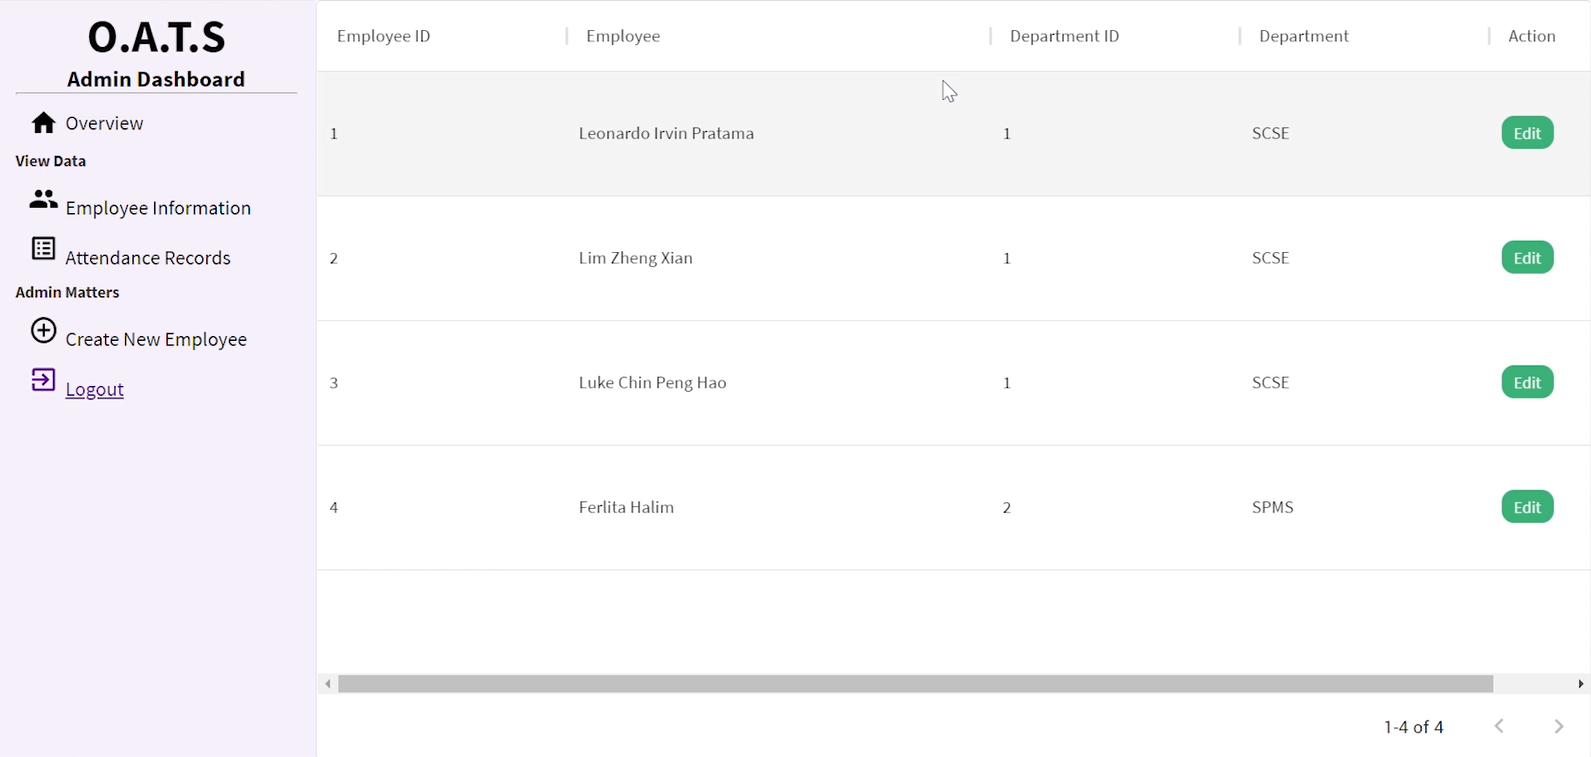 O.A.T.S
Admin Dashboard
Overview
View Data
Employee Information
Attendance Records
Admin Matters
Create New Employee
Logout
Employee ID Employee Department ID Department Action
1 Leonardo Irvin Pratama 1 SCSE Edit
2 Lim Zheng Xian 1 SCSE Edit
3 Luke Chin Peng Hao 1 SCSE Edit
4 Ferlita Halim 2 SPMS Edit
1-4 of 4